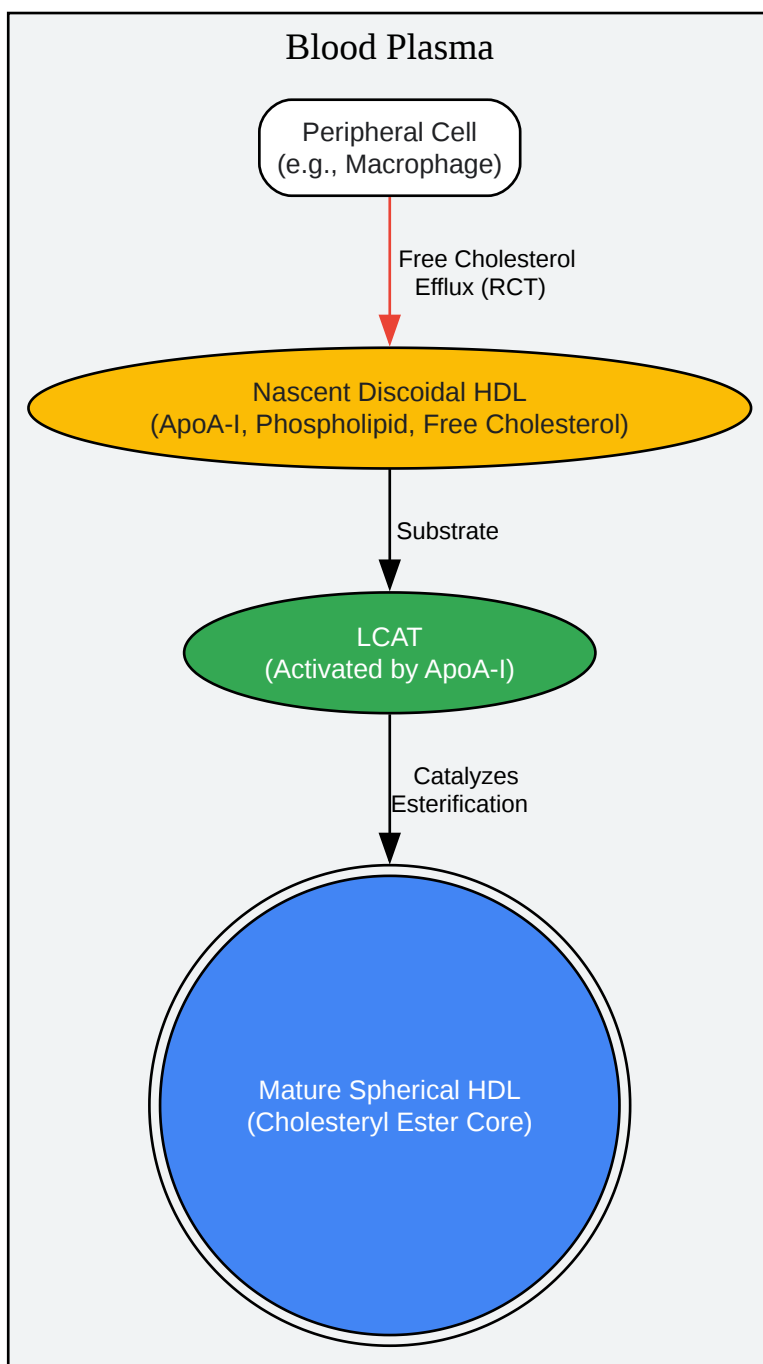 Blood Plasma
Peripheral Cell
(e.g., Macrophage)
Free Cholesterol
Efflux (RCT)
Nascent Discoidal HDL
(ApoA-I, Phospholipid, Free Cholesterol)
Substrate
LCAT
(Activated by ApoA-I)
Catalyzes
Esterification
Mature Spherical HDL
(Cholesteryl Ester Core)